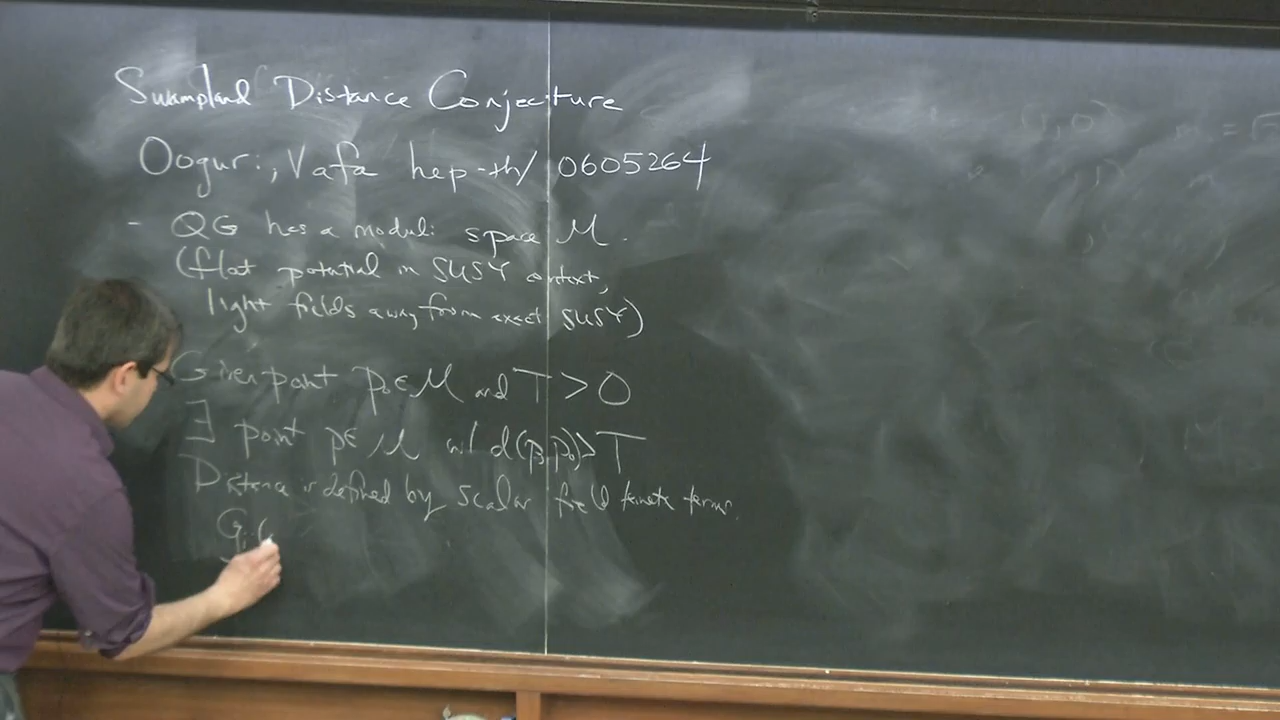 Swampland Distance Conjecture
Ooguri, Vafa hep-th/0605264
- QG has a moduli space M.
(flat potential in SUSY context,
light fields away from exact SUSY)
Given point p₀∈M and T>0
∃ point p∈M w/ d(p,p₀)>T
Distance is defined by scalar field kinetic terms.
Gij(